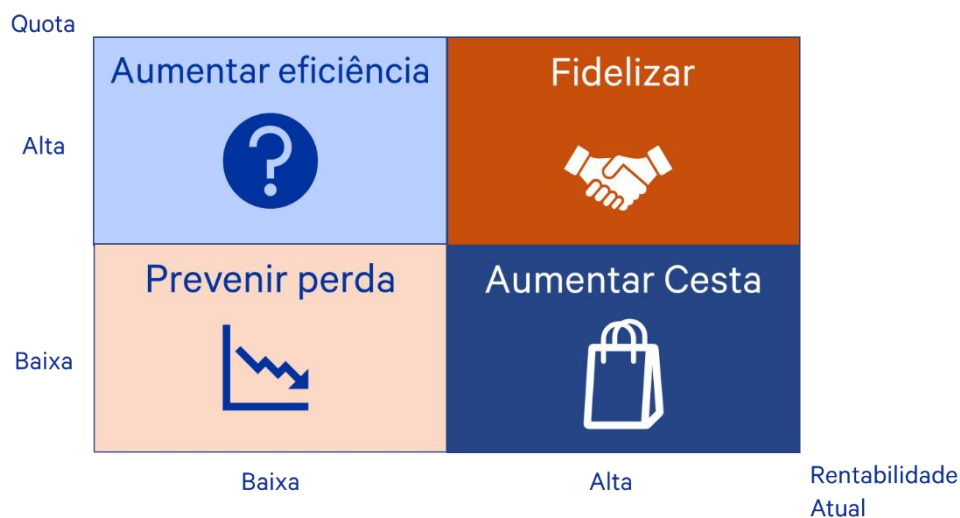 Quota
Aumentar eficiência
Fidelizar
Alta
Prevenir perda
Aumentar Cesta
Baixa
Baixa
Alta
Rentabilidade
Atual